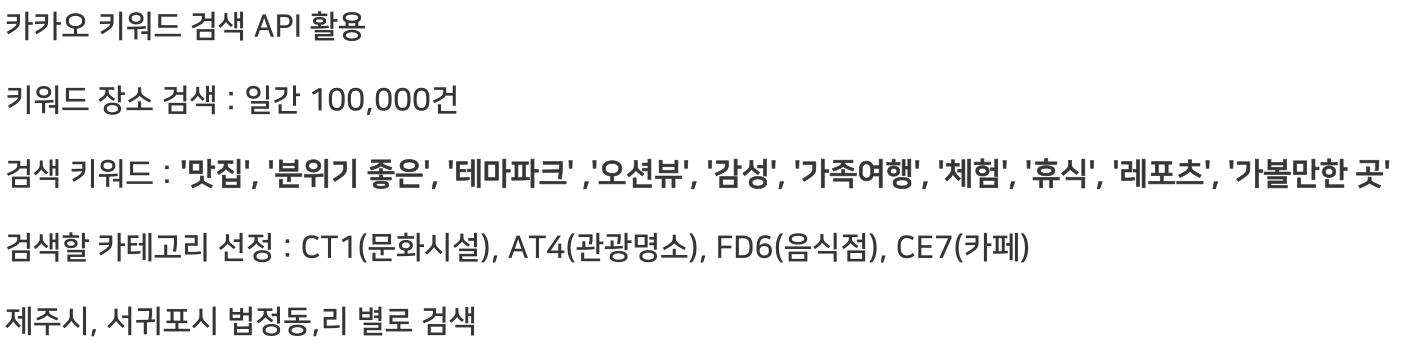 카카오 키워드 검색 API 활용
키워드 장소 검색 : 일간 100,000건
검색 키워드 : '맛집', '분위기 좋은', '테마파크' ,'오션뷰', '감성', '가족여행', '체험', '휴식', '레포츠', '가볼만한 곳'
검색할 카테고리 선정 : CT1(문화시설), AT4(관광명소), FD6(음식점), CE7(카페)
제주시, 서귀포시 법정동,리 별로 검색